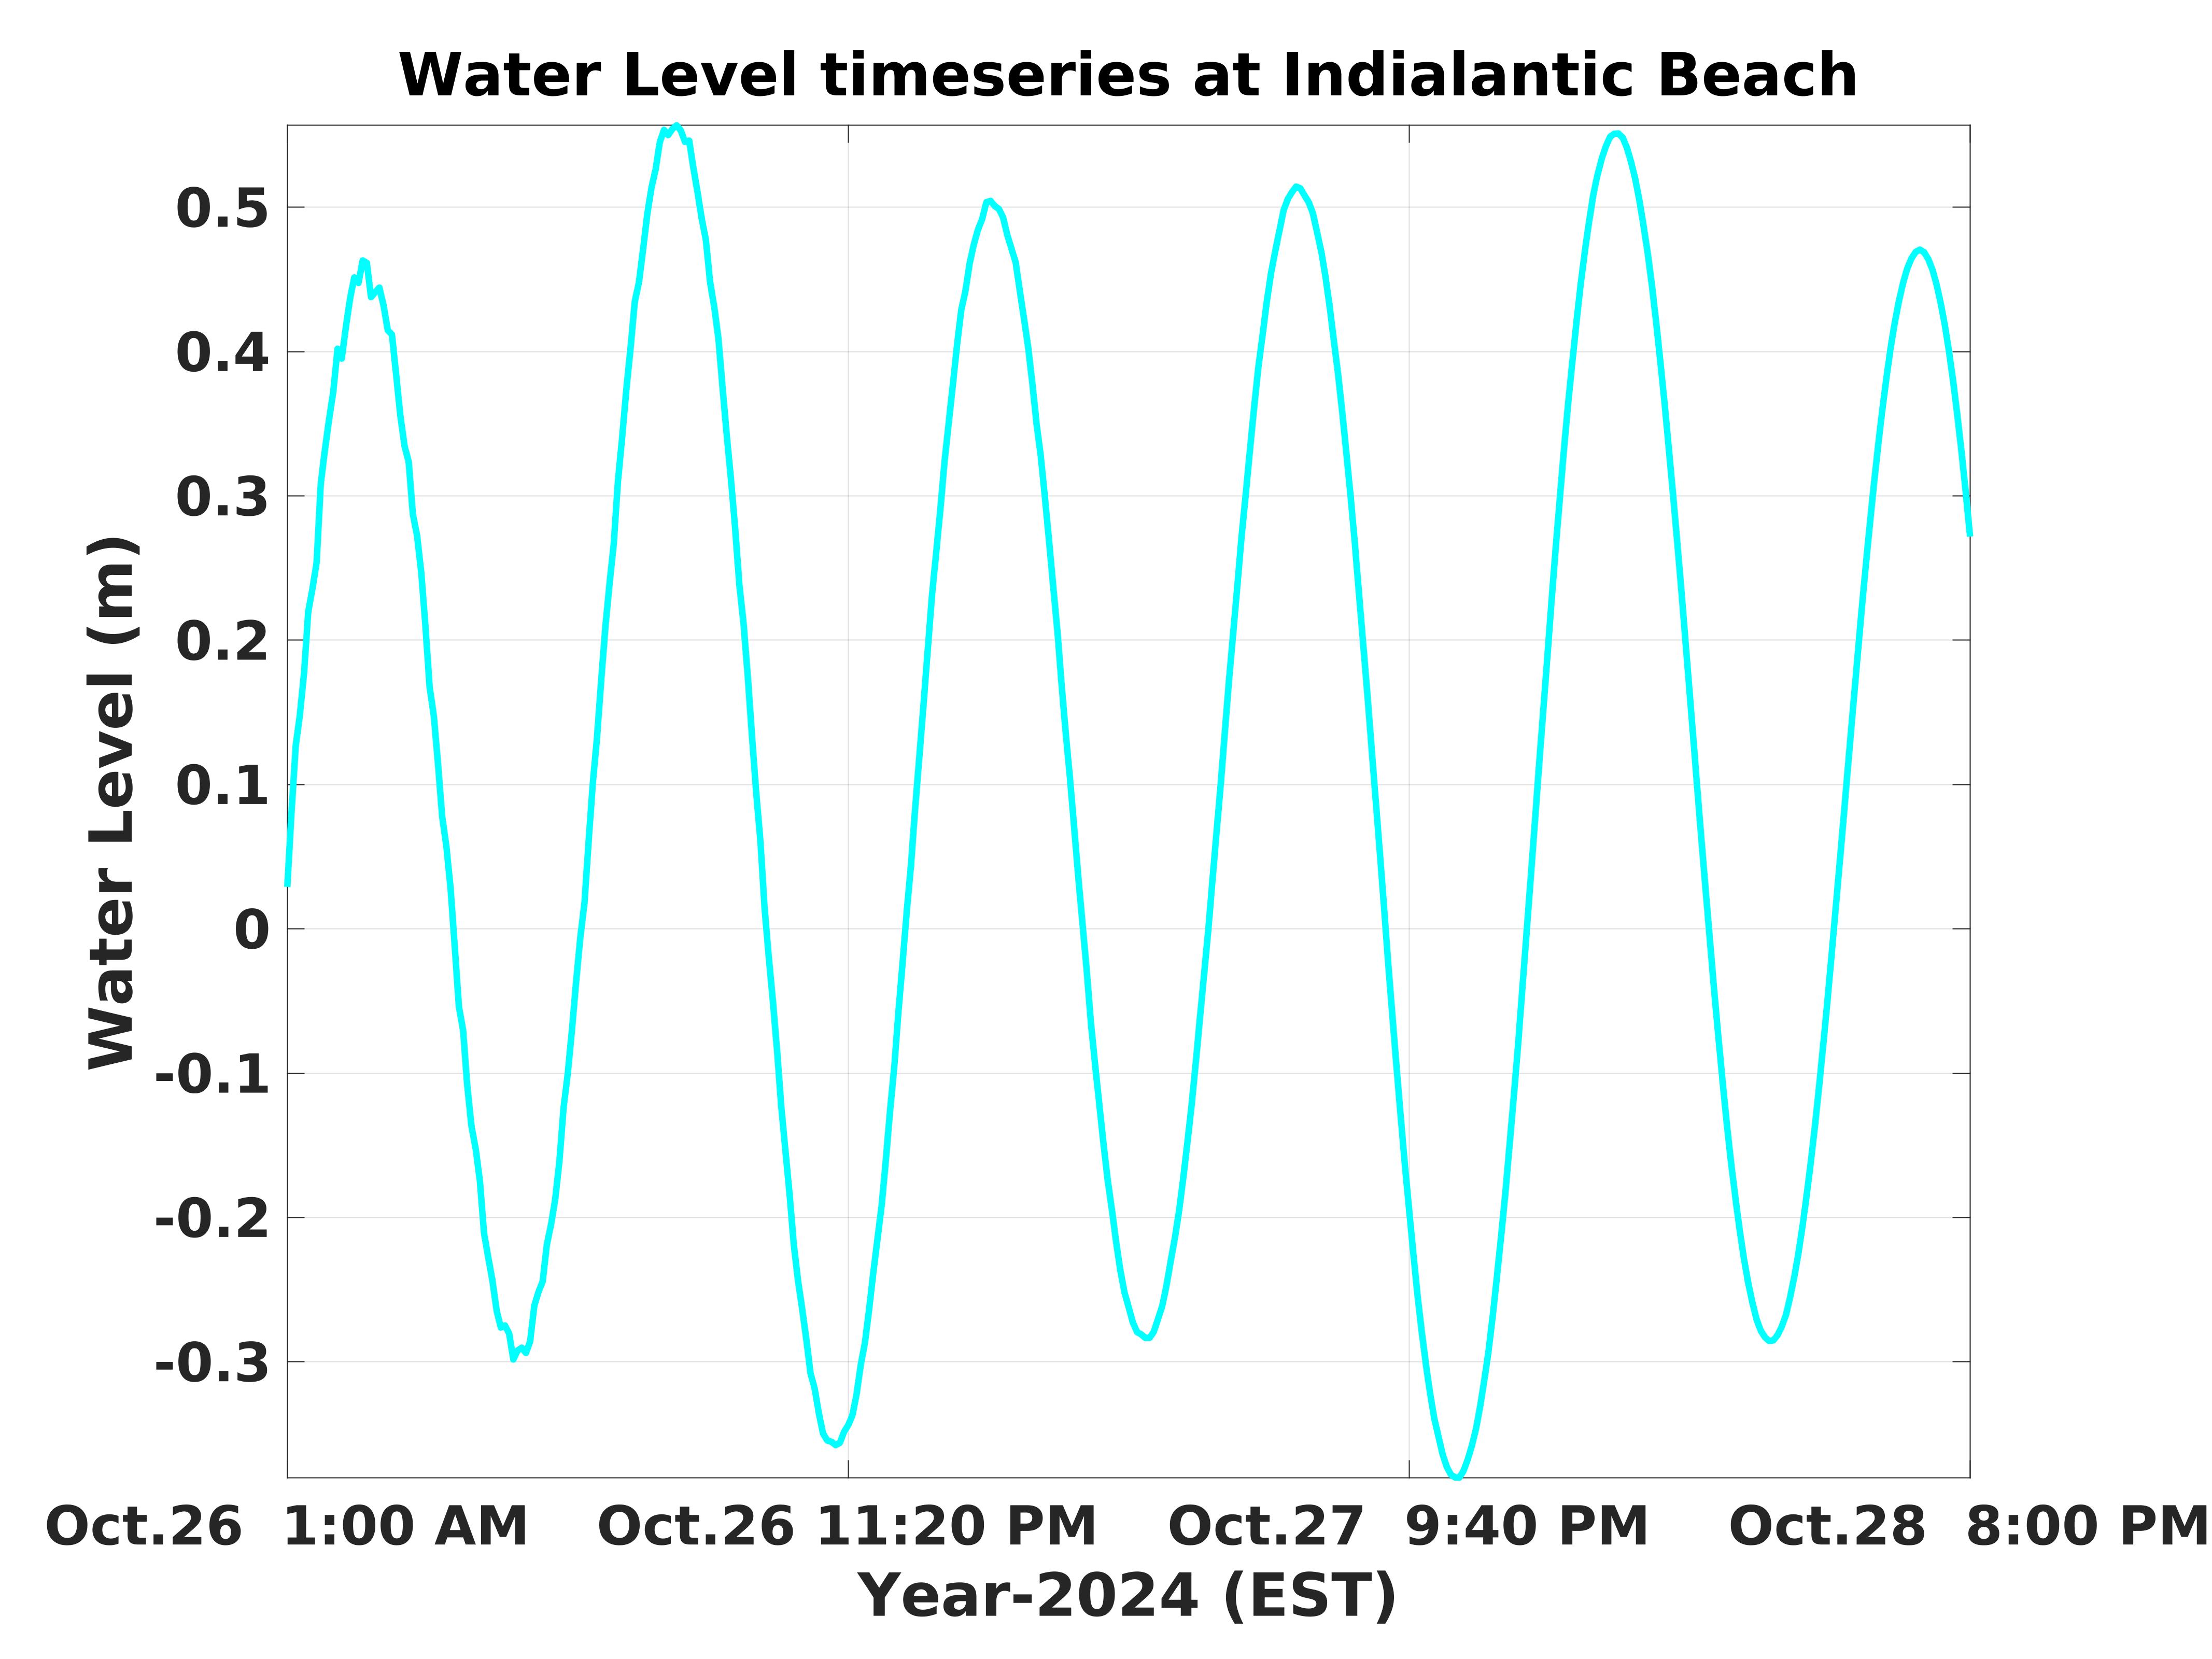 Water Level timeseries at Indialantic Beach
Water Level (m)
0.5
0.4
0.3
0.2
0.1
0
-0.1
-0.2
-0.3
Oct.26 1:00 AM
Oct.26 11:20 PM
Oct.27 9:40 PM
Oct.28 8:00 PM
Year-2024 (EST)